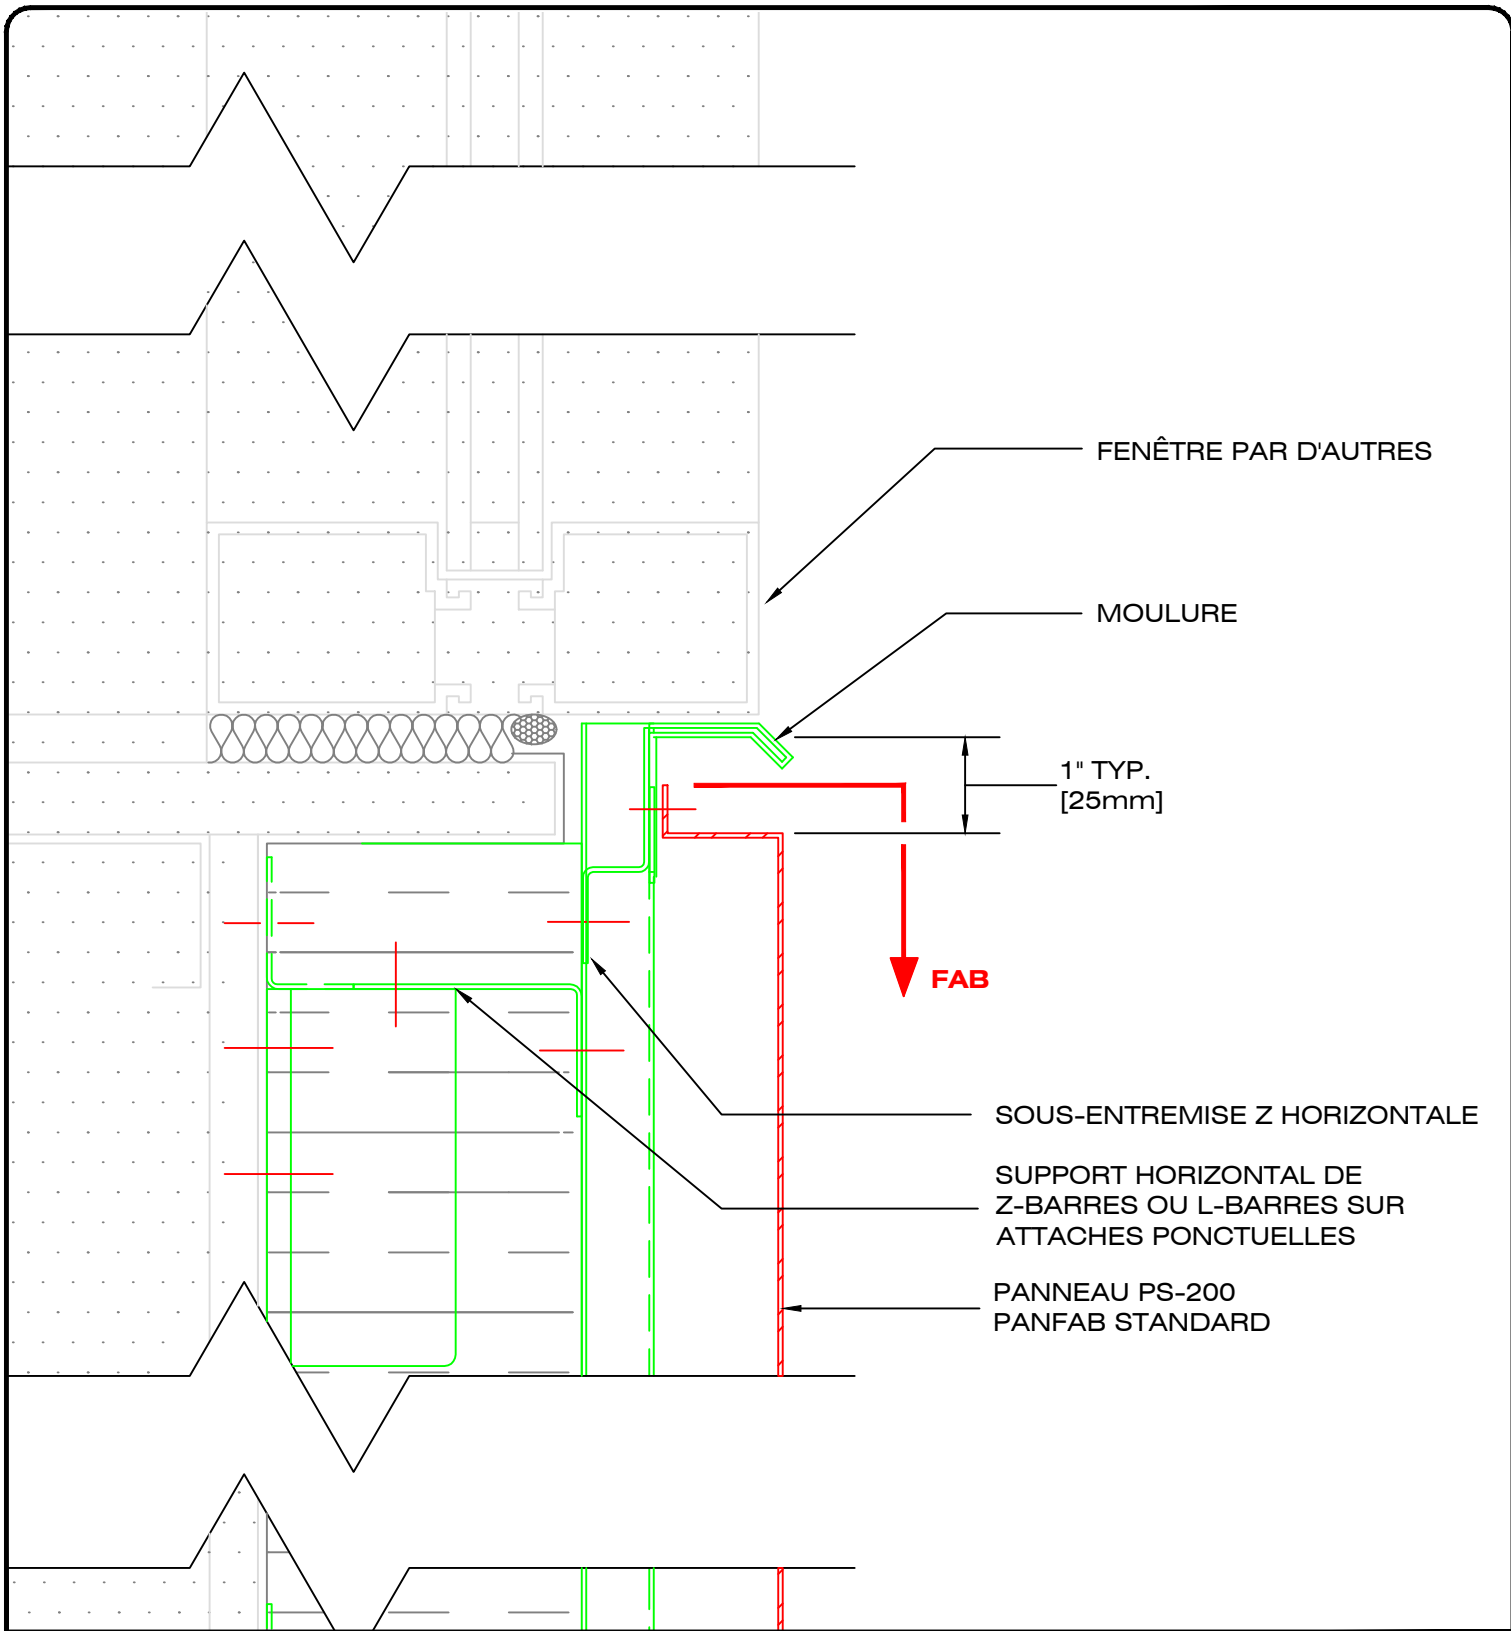 FENÊTRE PAR D'AUTRES
MOULURE
1" TYP.
[25mm]
FAB
SOUS-ENTREMISE Z HORIZONTALE
SUPPORT HORIZONTAL DE
Z-BARRES OU L-BARRES SUR
ATTACHES PONCTUELLES
PANNEAU PS-200
PANFAB STANDARD